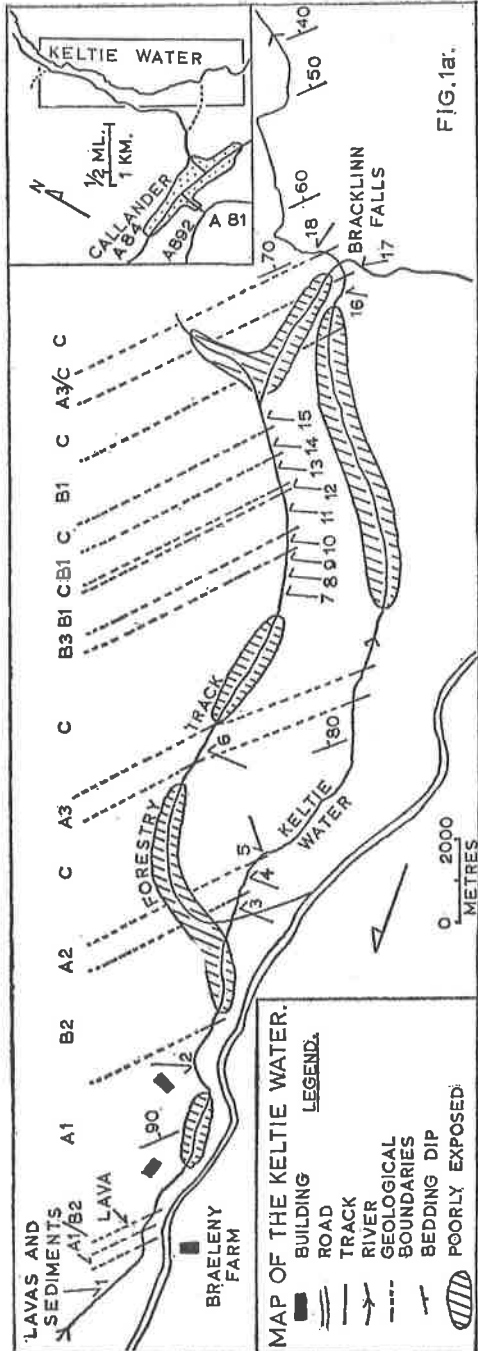 LAVAS AND
SEDIMENTS
A1/B2
LAVA
A1
B2
A2
C
A3
C
B3
B1
C
B1
C
B1
C
A3/C
C
1
90
2
3
4
5
6
7
8
9
10
11
12
13
14
15
16
17
18
80
70
60
50
40
BRAELENY
FARM
FORESTRY
TRACK
KELTIE
WATER
BRACKLINN
FALLS
0 2000
METRES
MAP OF THE KELTIE WATER.
LEGEND.
BUILDING
ROAD
TRACK
RIVER
GEOLOGICAL
BOUNDARIES
BEDDING DIP
POORLY EXPOSED
KELTIE WATER
N
½ ML.
1 KM.
CALLANDER
A 84
A892
A 81
FIG. 1a.